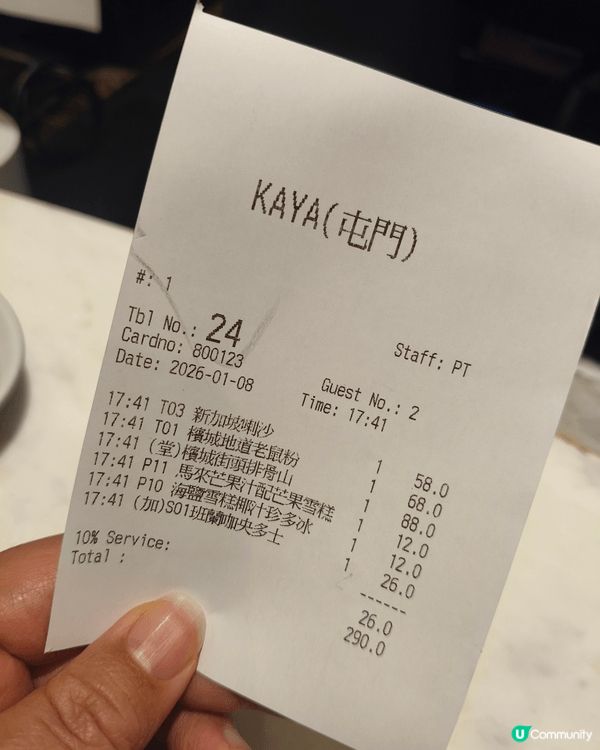 KAYA(屯門)
#: 1
Staff: PT
Tbl No.: 24
Guest No.: 2
Cardno: 800123
Date: 2026-01-08 Time: 17:41
17:41 T03 新加坡喇沙 1 58.0
17:41 T01 檳城地道老鼠粉 1 68.0
17:41 (堂)檳城街頭排骨山 1 88.0
17:41 P11 馬來芒果汁配芒果雪糕 1 12.0
17:41 P10 海鹽雪糕椰汁珍多冰 1 12.0
17:41 (加)S01班蘭咖央多士 1 26.0
------
10% Service: 26.0
Total : 290.0
U Community